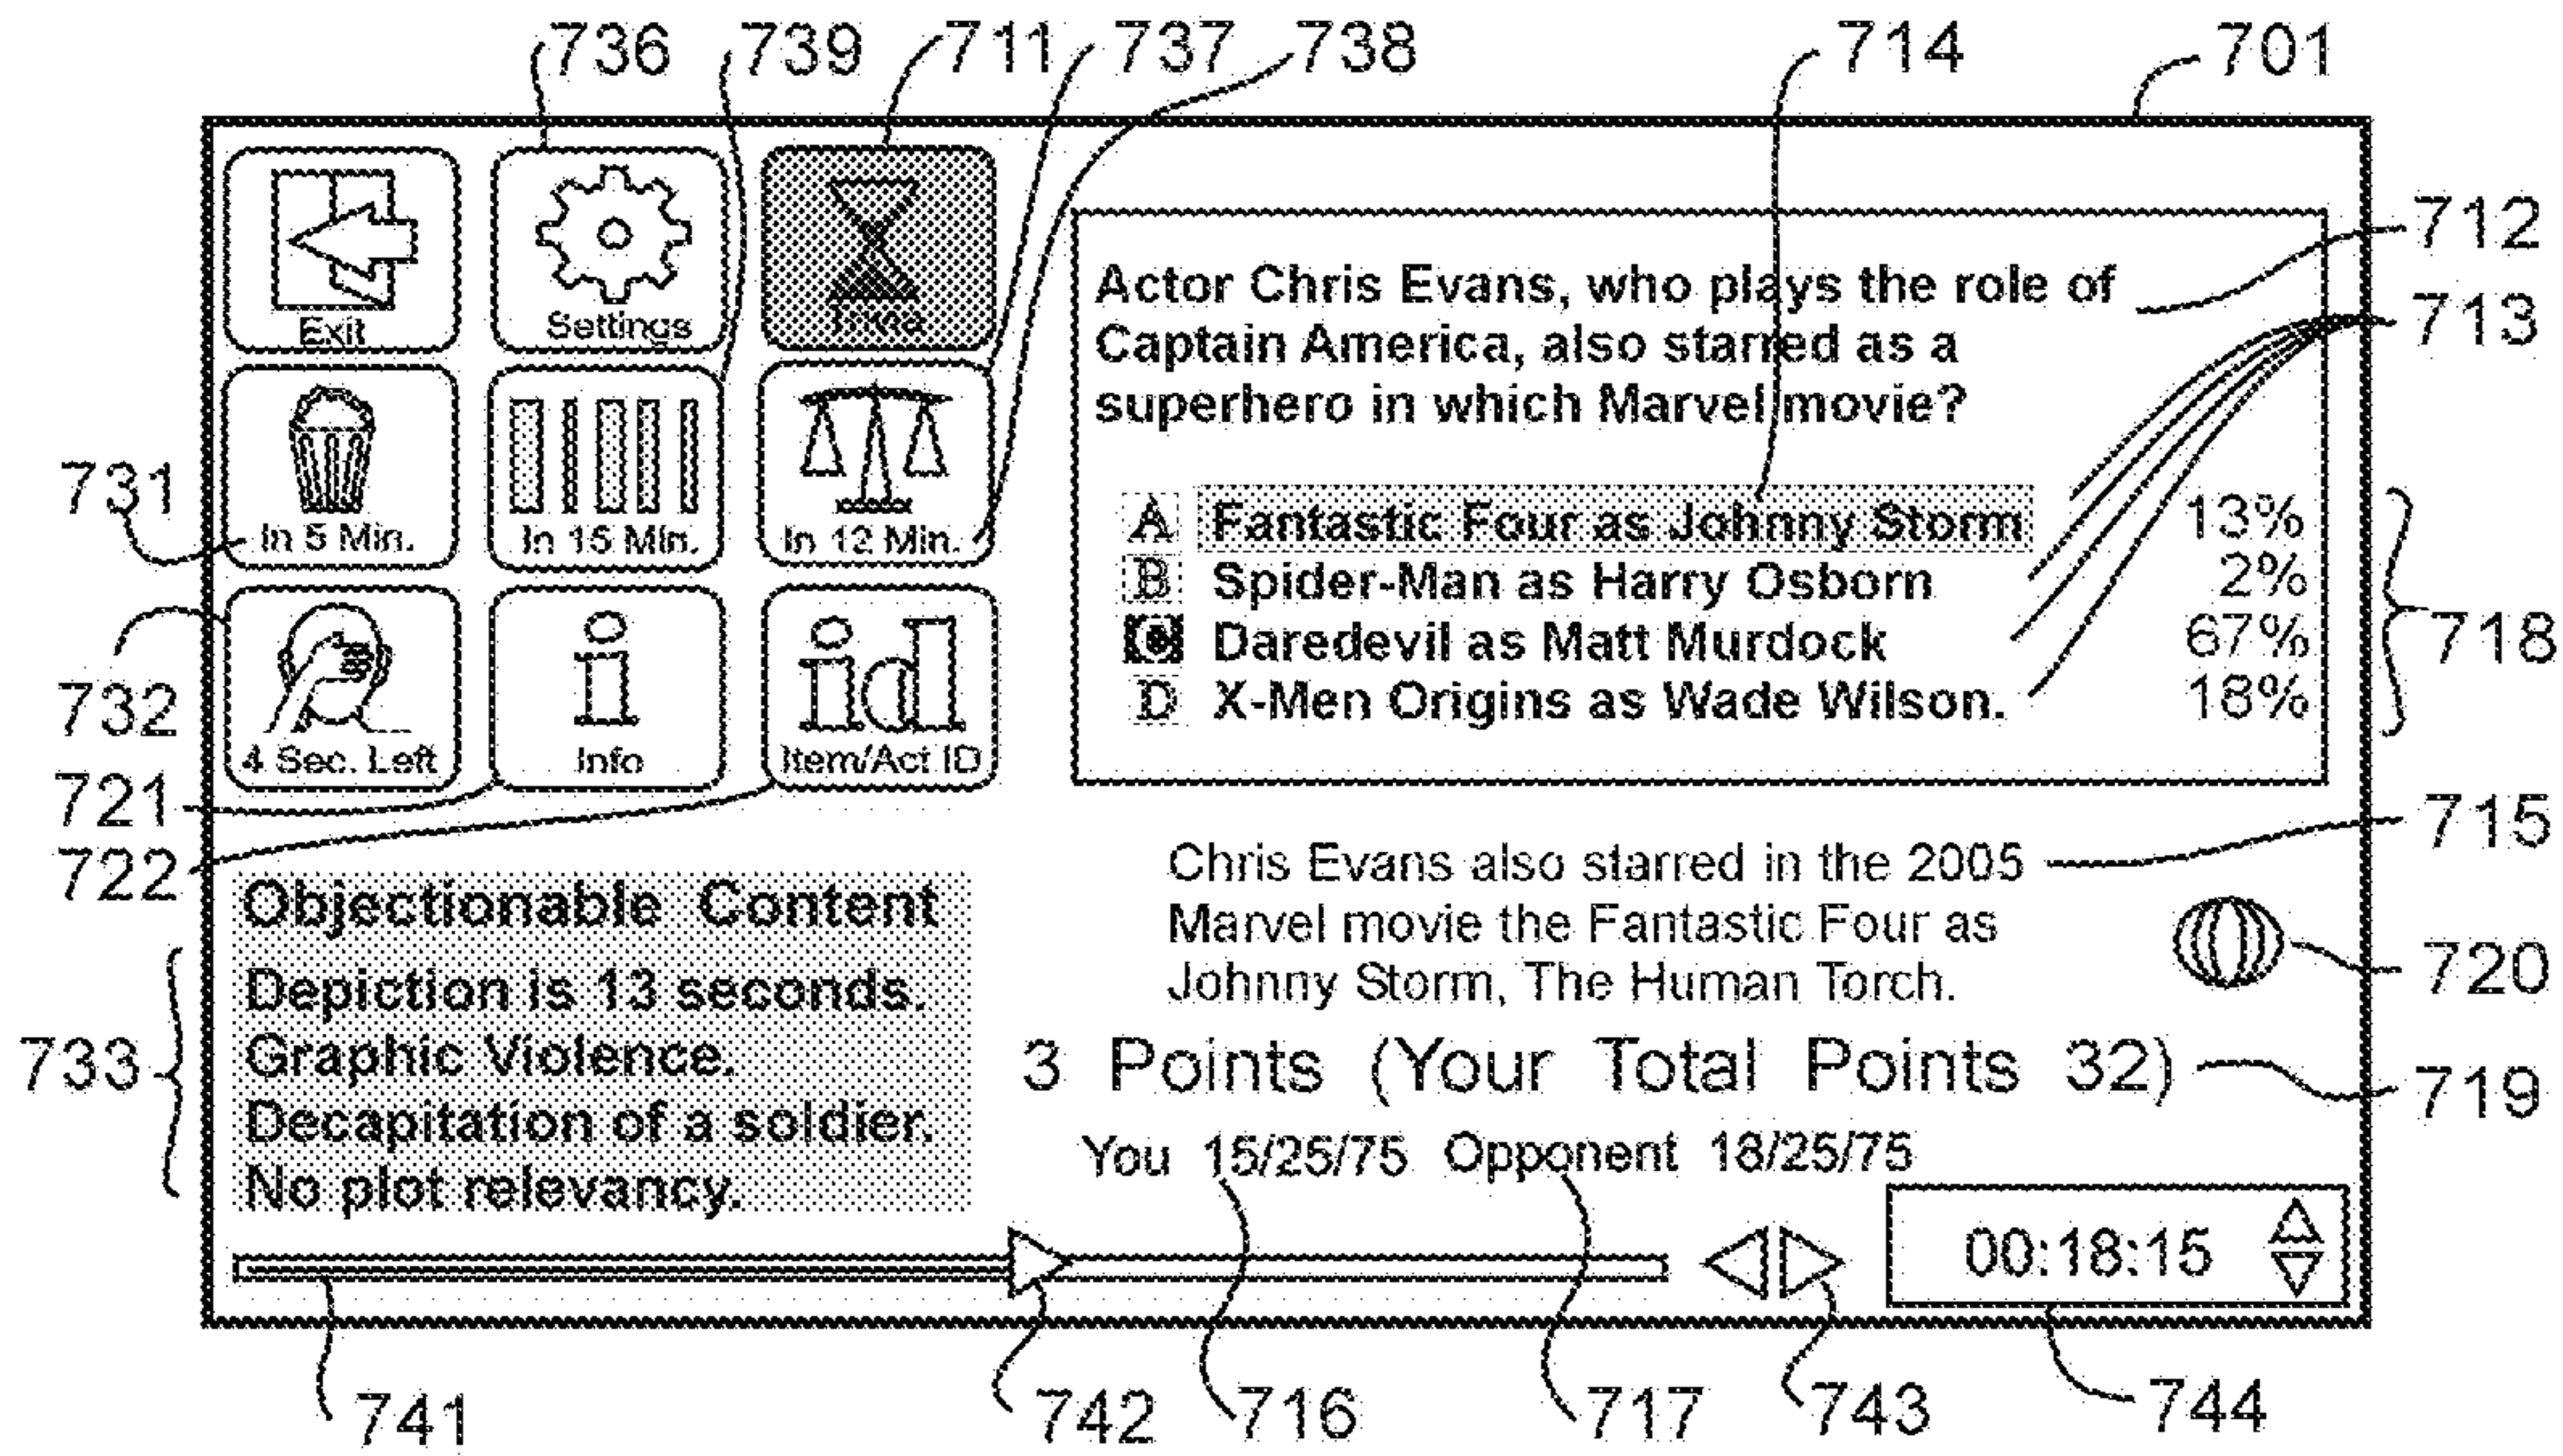 736 739 711 737 738 714 701
Exit Settings Trivia
In 5 Min. In 15 Min. In 12 Min.
4 Sec. Left Info Item/Act ID
731
732
721
722
733
Objectionable Content
Depiction is 13 seconds.
Graphic Violence.
Decapitation of a soldier.
No plot relevancy.
Actor Chris Evans, who plays the role of
Captain America, also starred as a
superhero in which Marvel movie?
A Fantastic Four as Johnny Storm 13%
B Spider-Man as Harry Osborn 2%
C Daredevil as Matt Murdock 67%
D X-Men Origins as Wade Wilson. 18%
712
713
718
Chris Evans also starred in the 2005
Marvel movie the Fantastic Four as
Johnny Storm, The Human Torch.
715
720
3 Points (Your Total Points 32)
719
You 15/25/75 Opponent 18/25/75
00:18:15
741 742 716 717 743 744